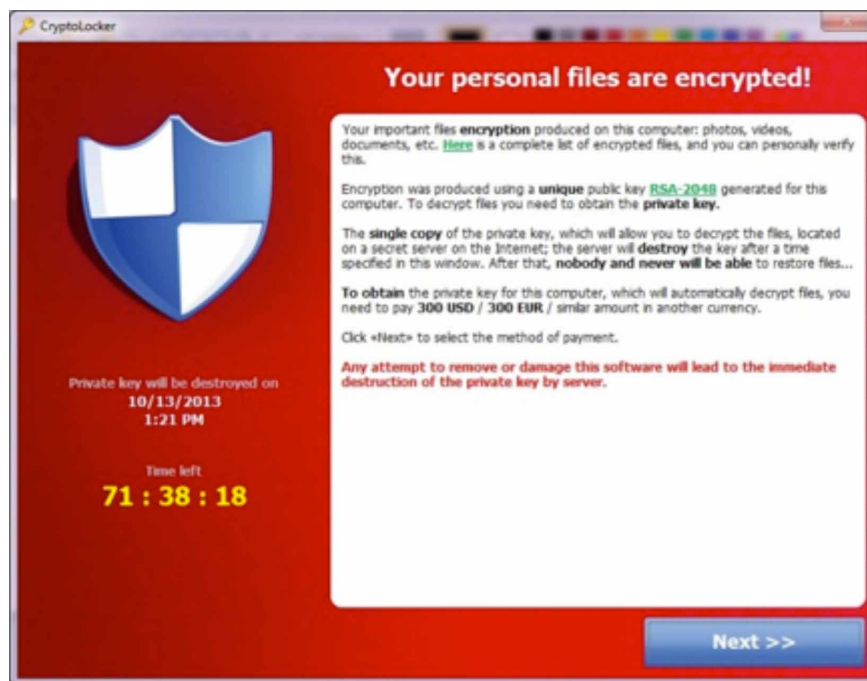 CryptoLocker
Your personal files are encrypted!
Your important files encryption produced on this computer: photos, videos,
documents, etc. Here is a complete list of encrypted files, and you can personally verify
this.
Encryption was produced using a unique public key RSA-2048 generated for this
computer. To decrypt files you need to obtain the private key.
The single copy of the private key, which will allow you to decrypt the files, located
on a secret server on the Internet; the server will destroy the key after a time
specified in this window. After that, nobody and never will be able to restore files...
To obtain the private key for this computer, which will automatically decrypt files, you
need to pay 300 USD / 300 EUR / similar amount in another currency.
Click «Next» to select the method of payment.
Any attempt to remove or damage this software will lead to the immediate
destruction of the private key by server.
Private key will be destroyed on
10/13/2013
1:21 PM
Time left
71 : 38 : 18
Next >>